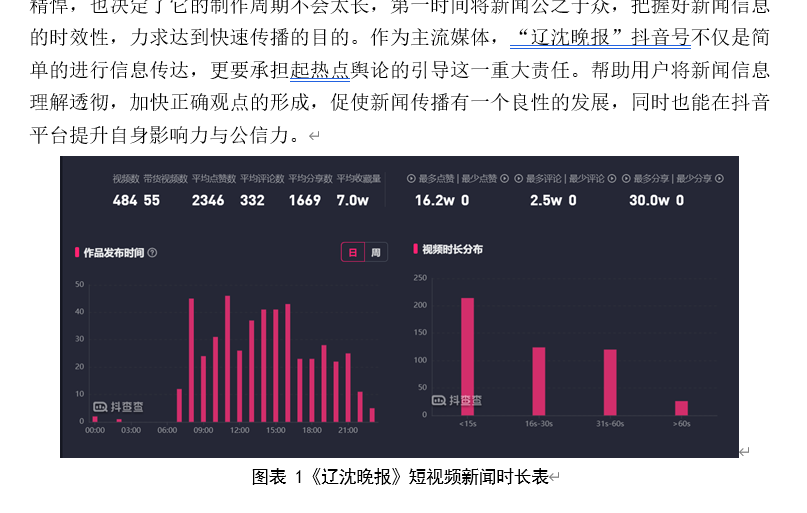 精悍，也决定了它的制作周期不会太长，第一时间将新闻公之于众，把握好新闻信息
的时效性，力求达到快速传播的目的。作为主流媒体，“辽沈晚报”抖音号不仅是简
单的进行信息传达，更要承担起热点舆论的引导这一重大责任。帮助用户将新闻信息
理解透彻，加快正确观点的形成，促使新闻传播有一个良性的发展，同时也能在抖音
平台提升自身影响力与公信力。
视频数 带货视频数 平均点赞数 平均评论数 平均分享数 平均收藏量 最多点赞 | 最少点赞 最多评论 | 最少评论 最多分享 | 最少分享
484 55 2346 332 1669 7.0w 16.2w 0 2.5w 0 30.0w 0
作品发布时间 日 周
50
40
30
20
10
0
抖查查
00:00 03:00 06:00 09:00 12:00 15:00 18:00 21:00
视频时长分布
250
200
150
100
50
0
抖查查
<15s 16s-30s 31s-60s >60s
图表 1《辽沈晚报》短视频新闻时长表